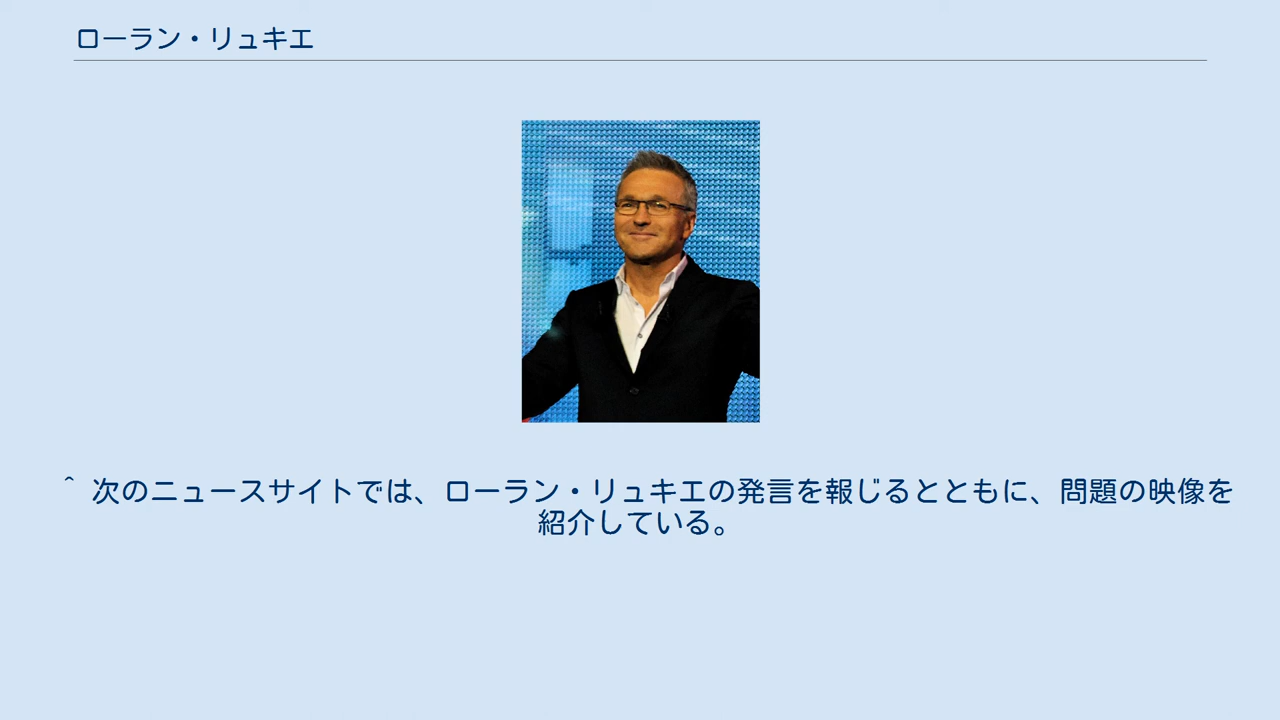 ローラン・リュキエ
^ 次のニュースサイトでは、ローラン・リュキエの発言を報じるとともに、問題の映像を
紹介している。